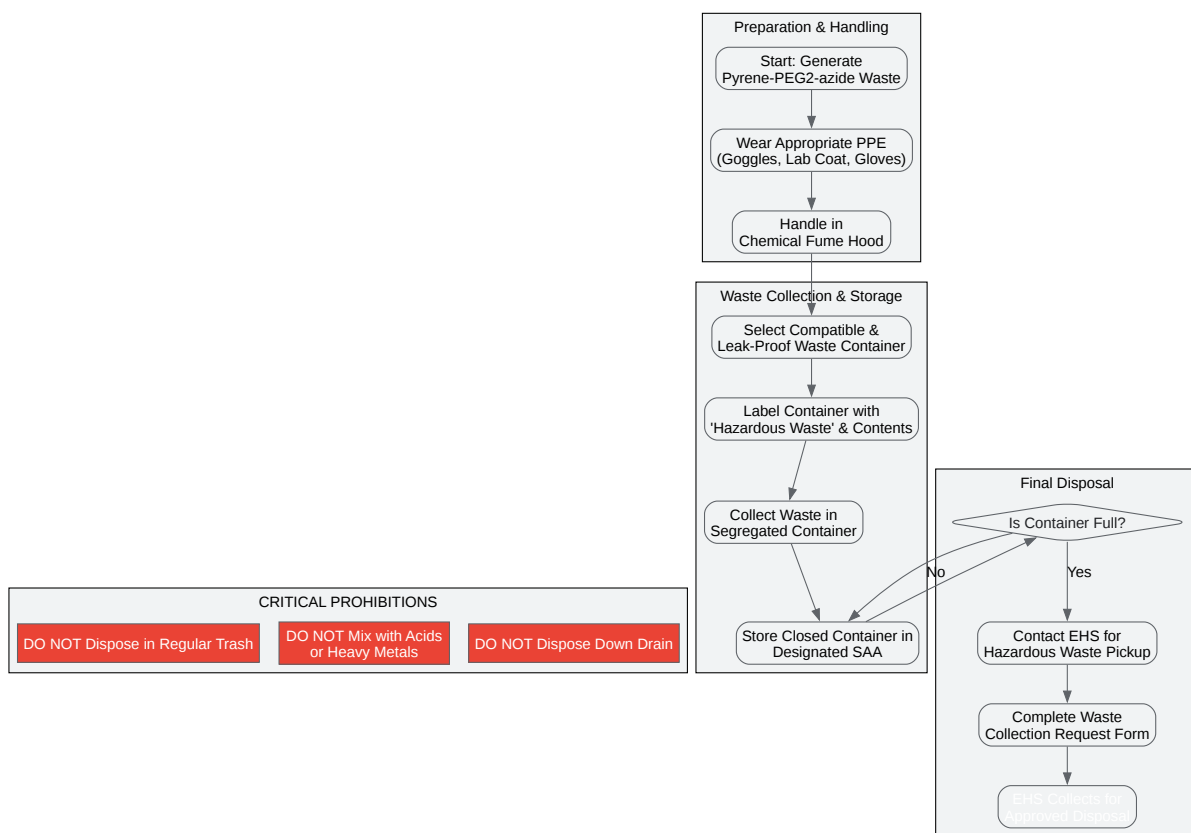 Preparation & Handling
Start: Generate
Pyrene-PEG2-azide Waste
Wear Appropriate PPE
(Goggles, Lab Coat, Gloves)
Handle in
Chemical Fume Hood
Waste Collection & Storage
Select Compatible &
Leak-Proof Waste Container
Label Container with
'Hazardous Waste' & Contents
Collect Waste in
Segregated Container
Store Closed Container in
Designated SAA
Final Disposal
Is Container Full?
No
Yes
Contact EHS for
Hazardous Waste Pickup
Complete Waste
Collection Request Form
EHS Collects for
Approved Disposal
CRITICAL PROHIBITIONS
DO NOT Dispose in Regular Trash
DO NOT Mix with Acids
or Heavy Metals
DO NOT Dispose Down Drain